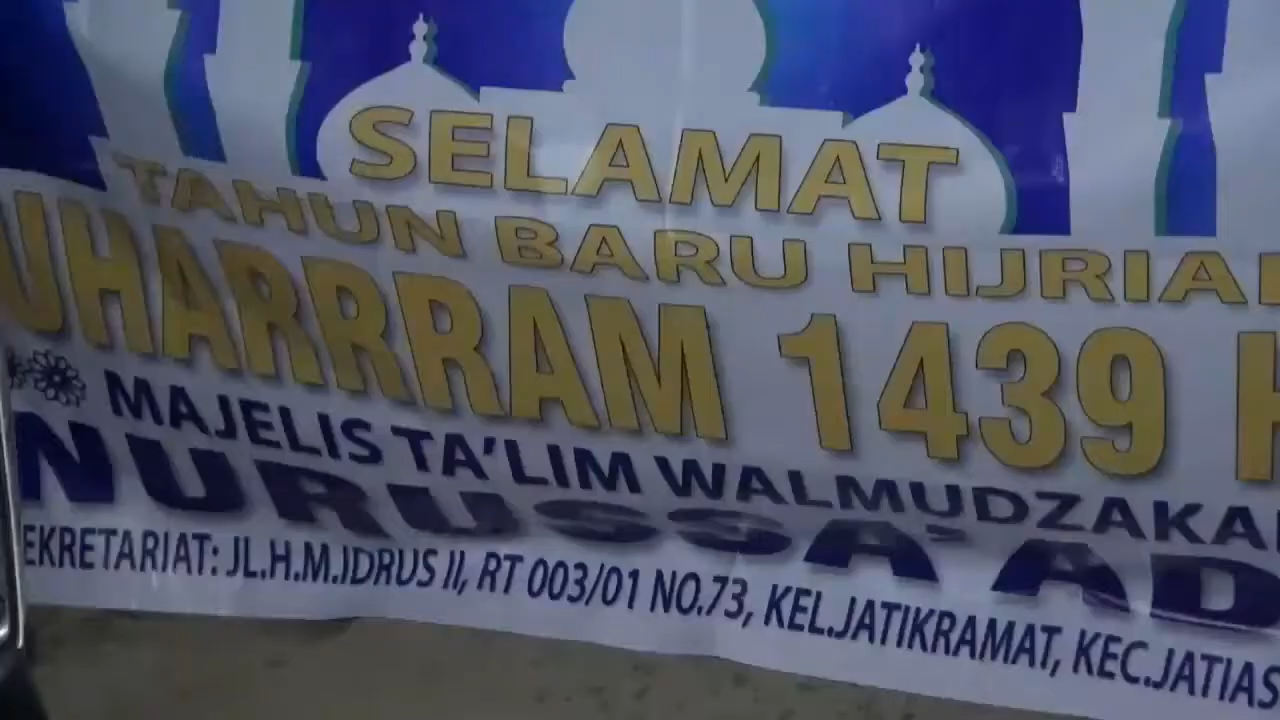 SELAMAT
TAHUN BARU HIJRIAH
UHARRRAM 1439 H
MAJELIS TA'LIM WALMUDZAKA
NURUSSA'AD
EKRETARIAT: JL.H.M.IDRUS II, RT 003/01 NO.73, KEL.JATIKRAMAT, KEC.JATIAS